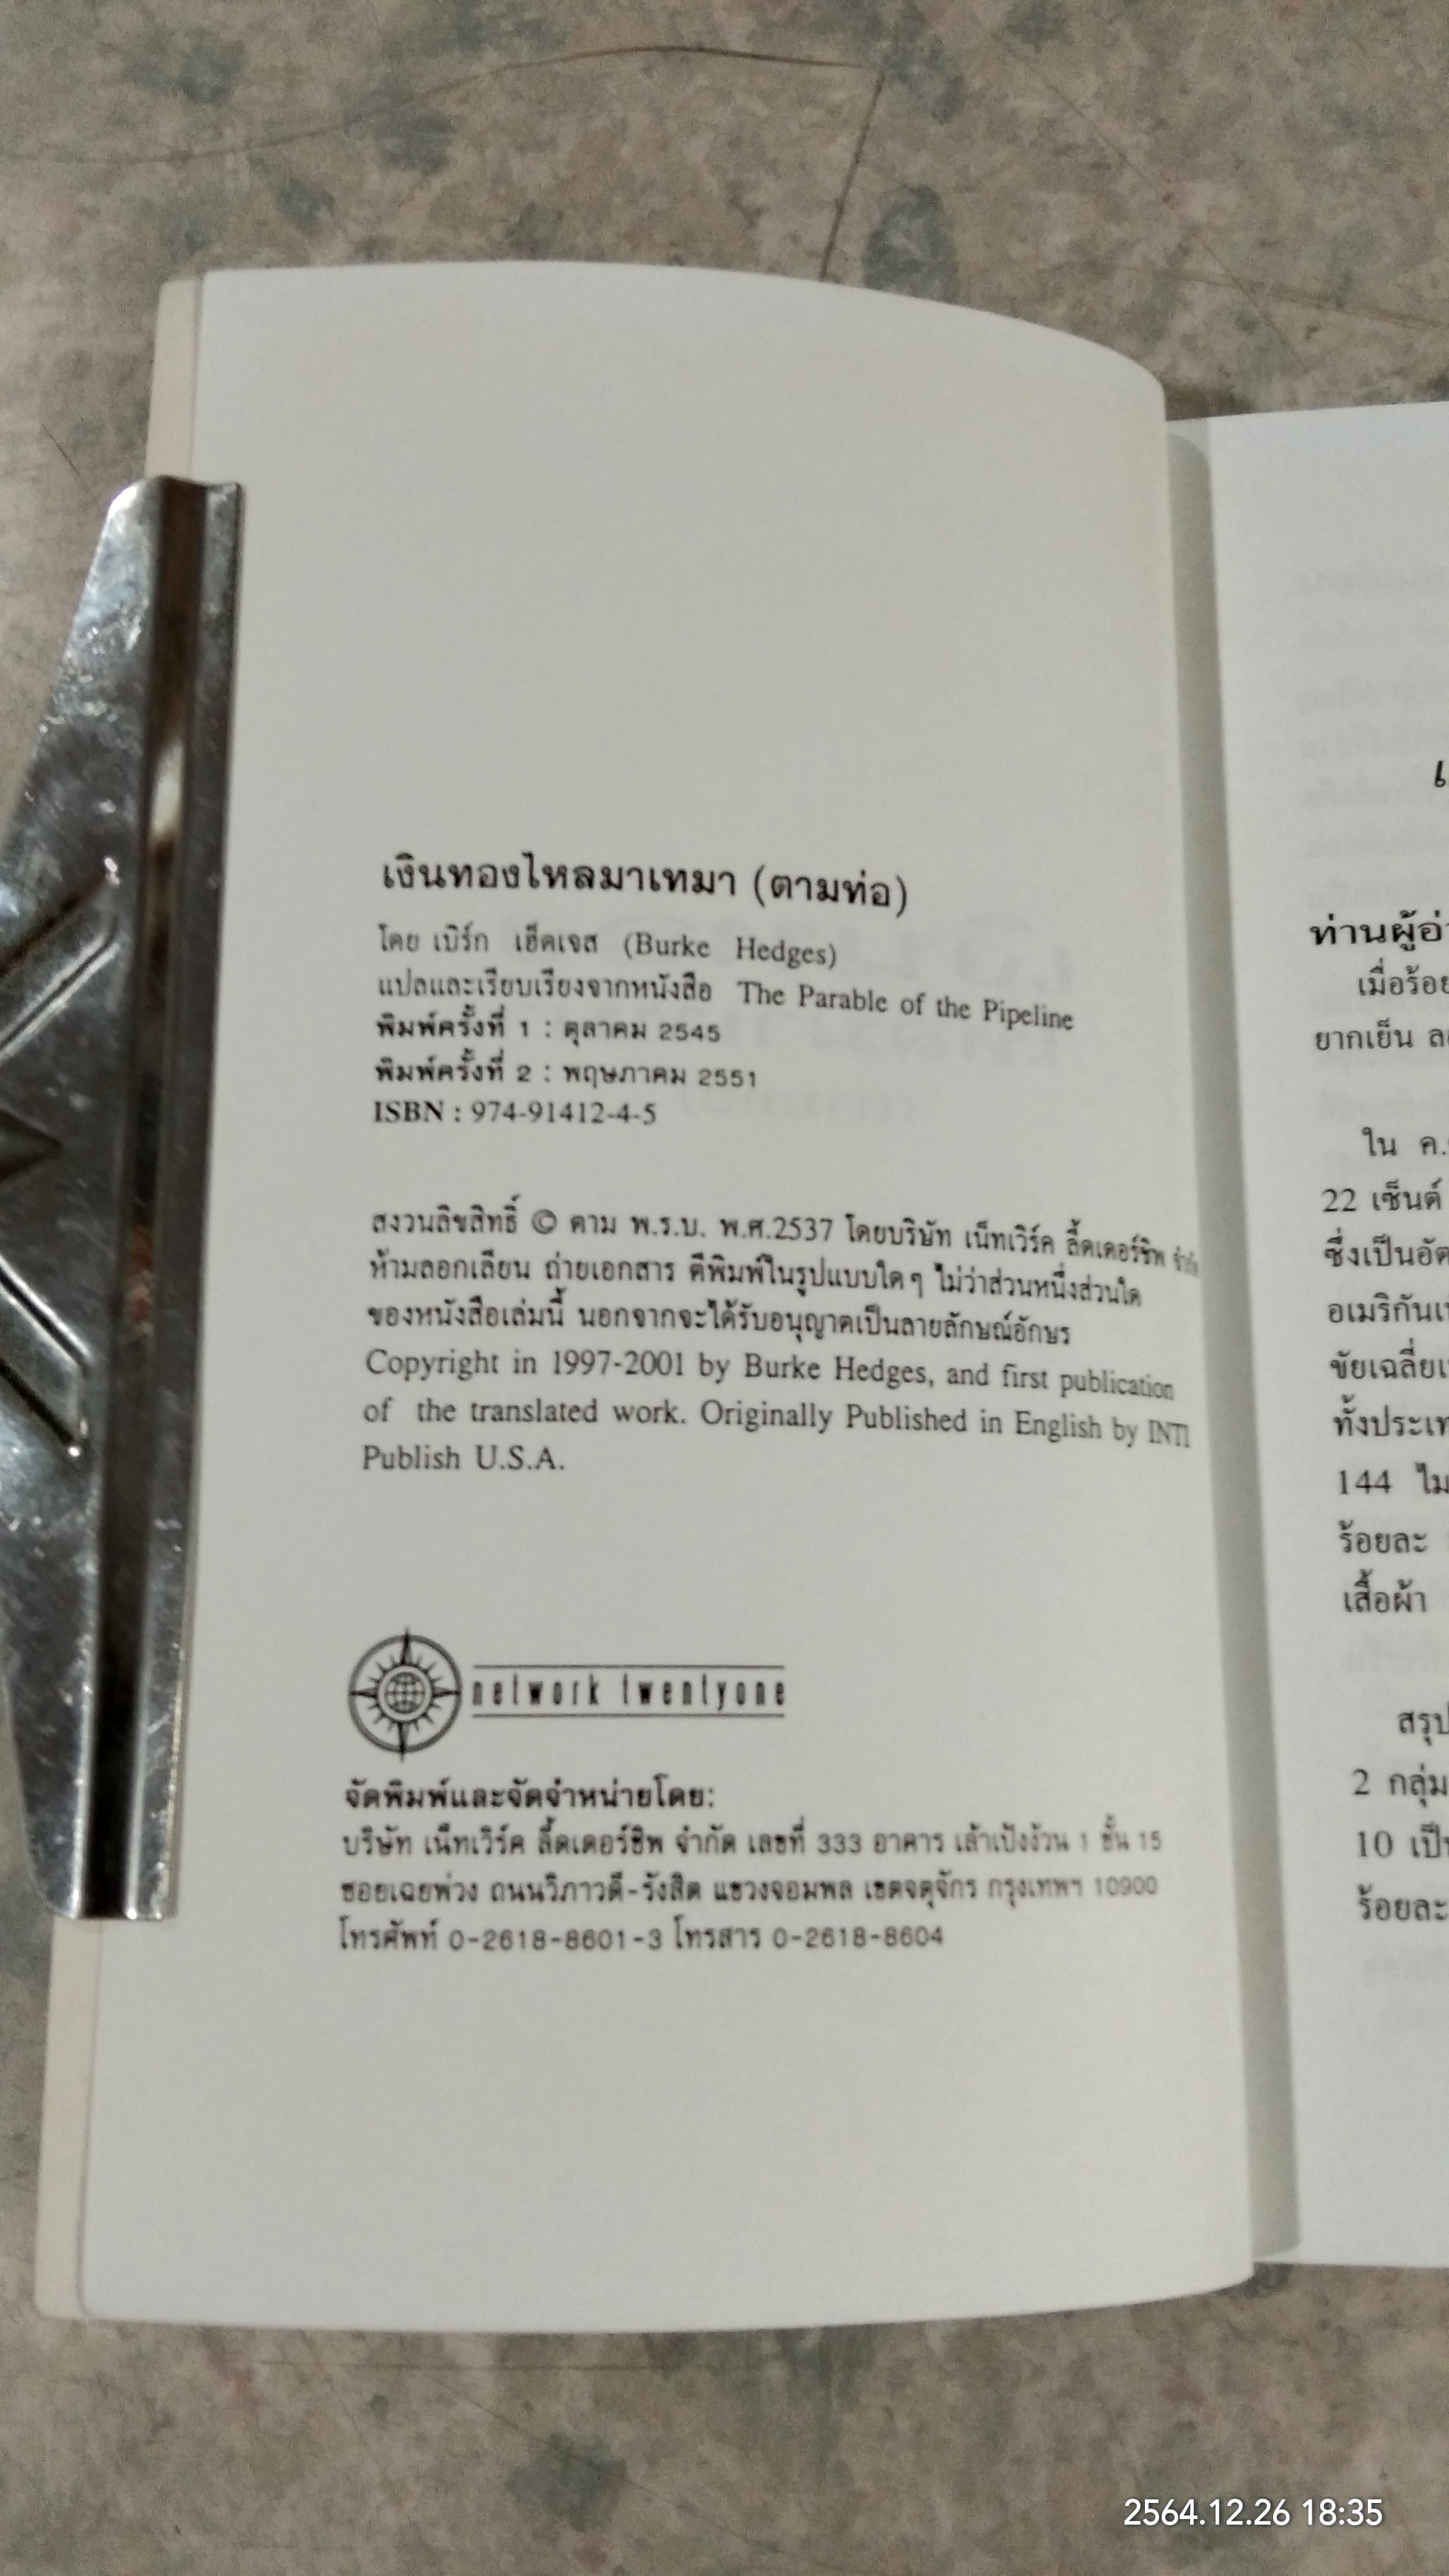 เงินทองไหลมาเทมา (ตามท่อ)
โดย เบิร์ก เฮ็ดเจส (Burke Hedges)
แปลและเรียบเรียงจากหนังสือ The Parable of the Pipeline
พิมพ์ครั้งที่ 1 : ตุลาคม 2545
พิมพ์ครั้งที่ 2 : พฤษภาคม 2551
ISBN : 974-91412-4-5
สงวนลิขสิทธิ์ © ตาม พ.ร.บ. พ.ศ.2537 โดยบริษัท เน็ทเวิร์ค ลี้ดเดอร์ชิพ จำกัด
ห้ามลอกเลียน ถ่ายเอกสาร ตีพิมพ์ในรูปแบบใดๆ ไม่ว่าส่วนหนึ่งส่วนใด
ของหนังสือเล่มนี้ นอกจากจะได้รับอนุญาตเป็นลายลักษณ์อักษร
Copyright in 1997-2001 by Burke Hedges, and first publication
of the translated work. Originally Published in English by INTI
Publish U.S.A.
network twentyone
จัดพิมพ์และจัดจำหน่ายโดย:
บริษัท เน็ทเวิร์ค ลี้ดเดอร์ชิพ จำกัด เลขที่ 333 อาคาร เล้าเป้งง้วน 1 ชั้น 15
ซอยเฉยพ่วง ถนนวิภาวดี-รังสิต แขวงจอมพล เขตจตุจักร กรุงเทพฯ 10900
โทรศัพท์ 0-2618-8601-3 โทรสาร 0-2618-8604
ท่านผู้อ่า
เมื่อร้อย
ยากเย็น
ใน ค.
22 เซ็นต์
ซึ่งเป็นอัต
อเมริกันเ
ขัยเฉลี่ย
ทั้งประเท
144 ไม
ร้อยละ
เสื้อผ้า
สรุป
2 กลุ่ม
10 เป็น
ร้อยละ
2564.12.26 18:35